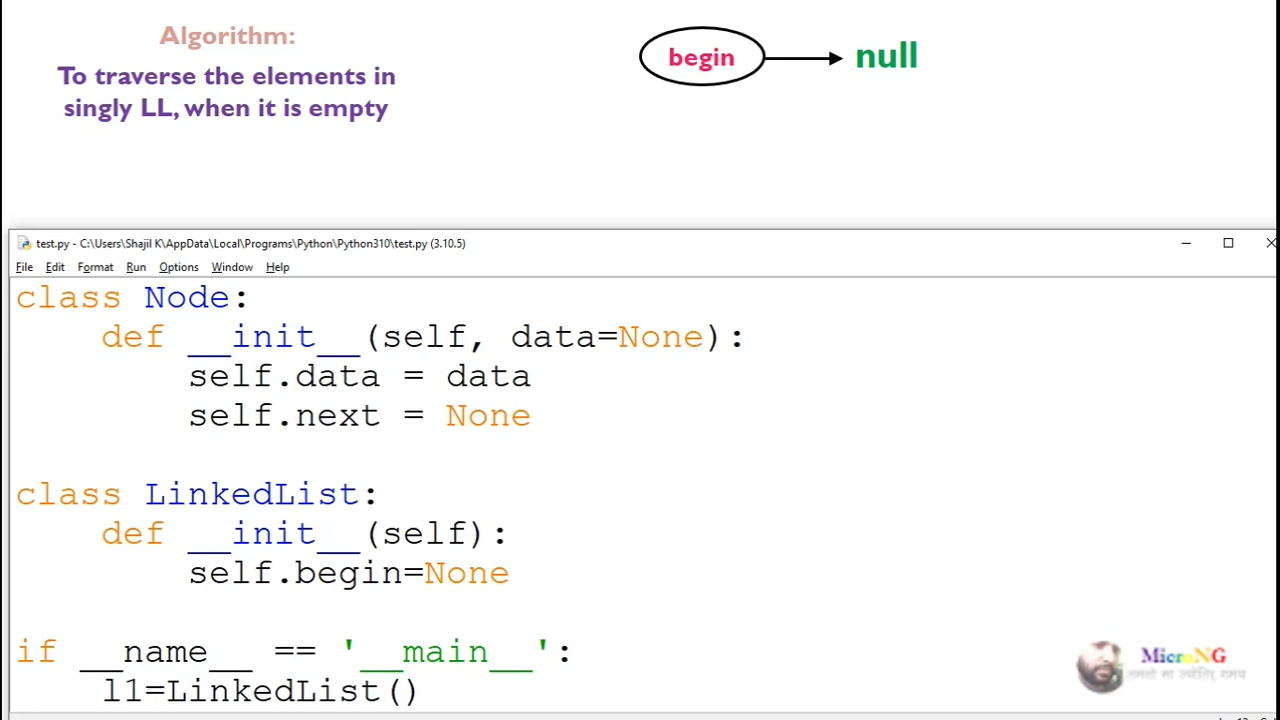 Algorithm:
To traverse the elements in
singly LL, when it is empty
begin
null
test.py - C:\Users\Shajil K\AppData\Local\Programs\Python\Python310\test.py (3.10.5)
File Edit Format Run Options Window Help
class Node:
    def __init__(self, data=None):
        self.data = data
        self.next = None

class LinkedList:
    def __init__(self):
        self.begin=None

if __name__ == '__main__':
    l1=LinkedList()
MicroNG
तमसो मा ज्योतिर् गमय